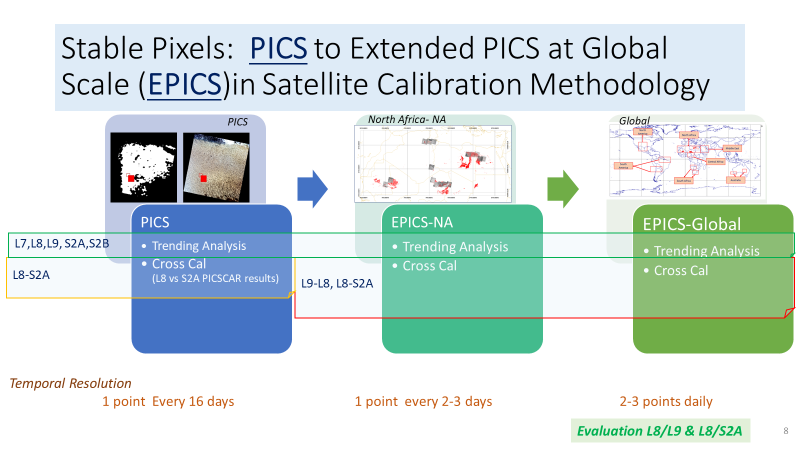 Stable Pixels: PICS to Extended PICS at Global
Scale (EPICS)in Satellite Calibration Methodology
PICS
North Africa- NA
Global
PICS
• Trending Analysis
• Cross Cal
(L8 vs S2A PICSCAR results)
EPICS-NA
• Trending Analysis
• Cross Cal
EPICS-Global
• Trending Analysis
• Cross Cal
L7,L8,L9, S2A,S2B
L8-S2A
L9-L8, L8-S2A
Temporal Resolution
1 point Every 16 days
1 point every 2-3 days
2-3 points daily
Evaluation L8/L9 & L8/S2A
8